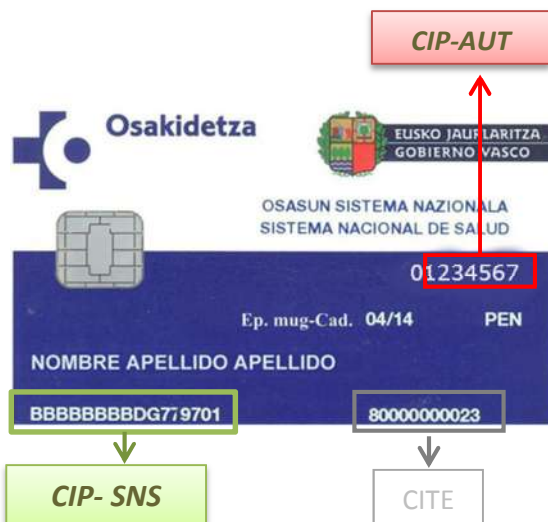 CIP-AUT
Osakidetza
EUSKO JAURLARITZA
GOBIERNO VASCO
OSASUN SISTEMA NAZIONALA
SISTEMA NACIONAL DE SALUD
01234567
Ep. mug-Cad. 04/14 PEN
NOMBRE APELLIDO APELLIDO
BBBBBBBBDG779701 80000000023
CIP- SNS
CITE